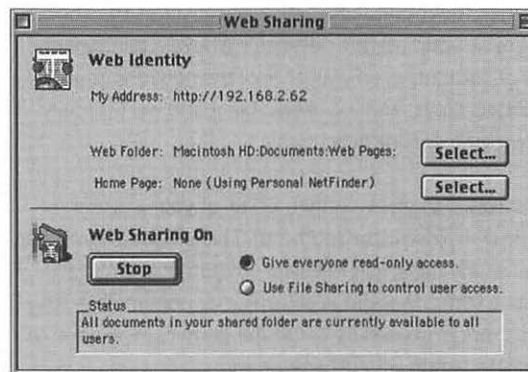 Web Sharing
Web Identity
My Address: http://192.168.2.62
Web Folder: Macintosh HD:Documents:Web Pages:
Select...
Home Page: None (Using Personal NetFinder)
Select...
Web Sharing On
Stop
Give everyone read-only access.
Use File Sharing to control user access.
Status
All documents in your shared folder are currently available to all
users.